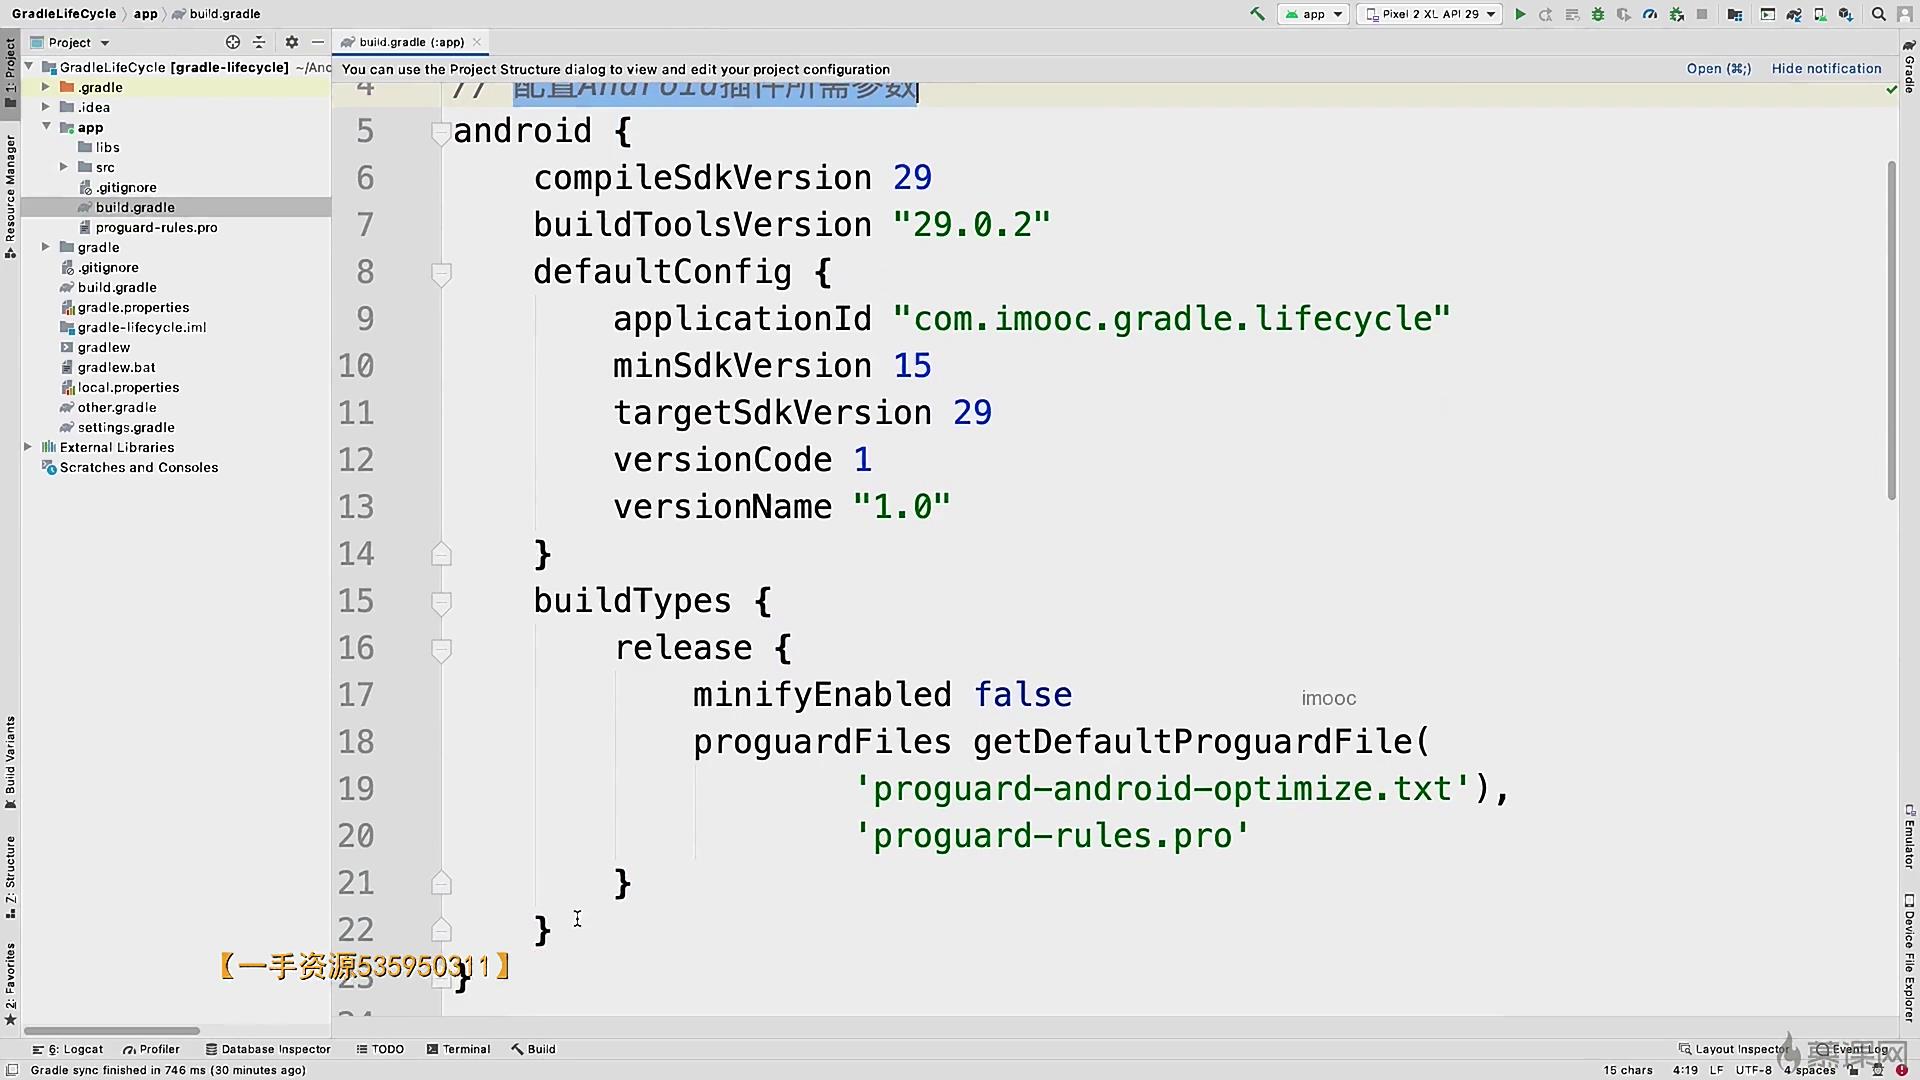 GradleLifeCycle app build.gradle
app Pixel 2 XL API 29
Project
build.gradle (:app)
GradleLifeCycle [gradle-lifecycle] ~/Anc
You can use the Project Structure dialog to view and edit your project configuration
Open (⌘;) Hide notification
.gradle
.idea
app
libs
src
.gitignore
build.gradle
proguard-rules.pro
gradle
.gitignore
build.gradle
gradle.properties
gradle-lifecycle.iml
gradlew
gradlew.bat
local.properties
other.gradle
settings.gradle
External Libraries
Scratches and Consoles
4 // 配置Android插件所需参数
5 android {
6 compileSdkVersion 29
7 buildToolsVersion "29.0.2"
8 defaultConfig {
9 applicationId "com.imooc.gradle.lifecycle"
10 minSdkVersion 15
11 targetSdkVersion 29
12 versionCode 1
13 versionName "1.0"
14 }
15 buildTypes {
16 release {
17 minifyEnabled false
imooc
18 proguardFiles getDefaultProguardFile(
19 'proguard-android-optimize.txt'),
20 'proguard-rules.pro'
21 }
22 }
23 }
24
【一手资源535950311】
1: Project
Resource Manager
Build Variants
7: Structure
2: Favorites
Gradle
Emulator
Device File Explorer
6: Logcat Profiler Database Inspector TODO Terminal Build
Layout Inspector Event Log
慕课网
Gradle sync finished in 746 ms (30 minutes ago)
15 chars 4:19 LF UTF-8 4 spaces